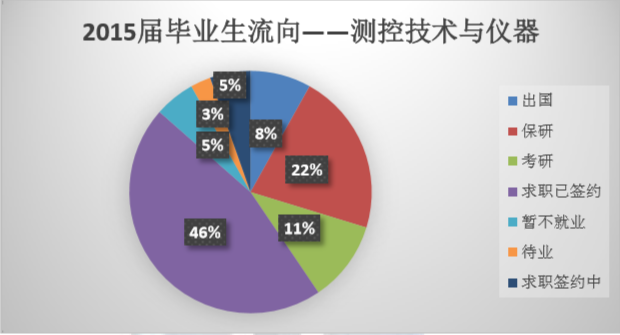 2015届毕业生流向——测控技术与仪器
5%
8%
3%
5%
22%
46%
11%
出国
保研
考研
求职已签约
暂不就业
待业
求职签约中